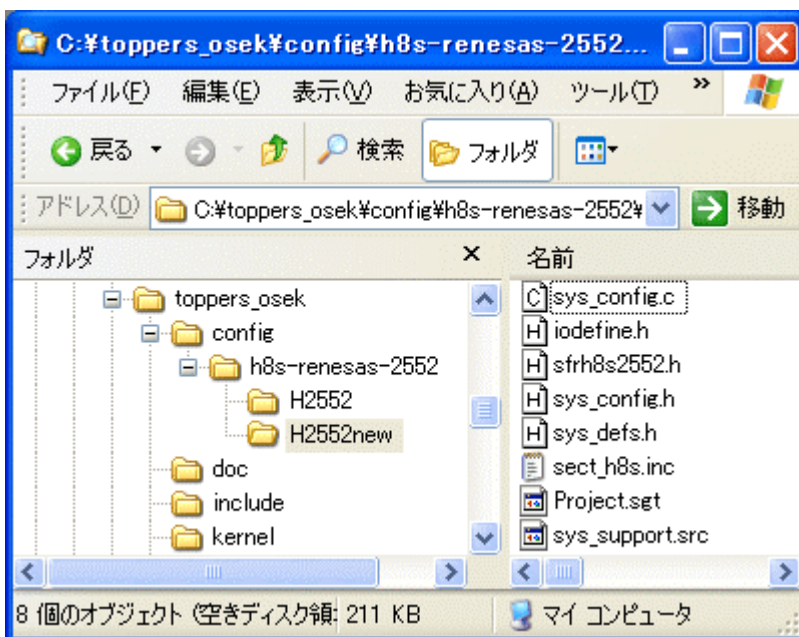 C:¥toppers_osek¥config¥h8s-renesas-2552...
ファイル(F) 編集(E) 表示(V) お気に入り(A) ツール(T) »
戻る 検索 フォルダ
アドレス(D) C:¥toppers_osek¥config¥h8s-renesas-2552¥ 移動
フォルダ × 名前
toppers_osek
config
h8s-renesas-2552
H2552
H2552new
doc
include
kernel
sys_config.c
iodefine.h
sfrh8s2552.h
sys_config.h
sys_defs.h
sect_h8s.inc
Project.sgt
sys_support.src
8 個のオブジェクト (空きディスク領: 211 KB マイ コンピュータ